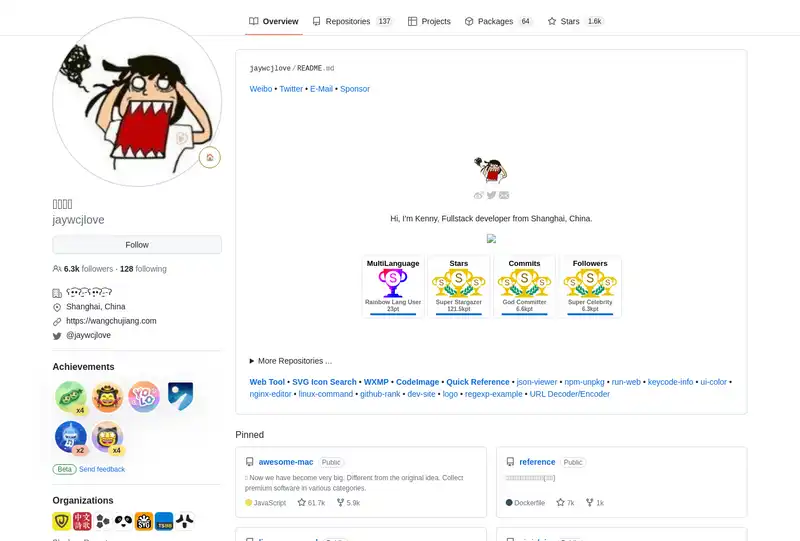 Overview
Repositories 137
Projects
Packages 64
Stars 1.6k
jaywcjlove
Follow
6.3k followers · 128 following
Shanghai, China
https://wangchujiang.com
@jaywcjlove
Achievements
x4
YOLO
x2
x4
Beta Send feedback
Organizations
jaywcjlove/README.md
Weibo • Twitter • E-Mail • Sponsor
Hi, I'm Kenny, Fullstack developer from Shanghai, China.
MultiLanguage Stars Commits Followers
S S S S
Rainbow Lang User Super Stargazer God Committer Super Celebrity
23pt 121.5kpt 6.6kpt 6.3kpt
More Repositories ...
Web Tool • SVG Icon Search • WXMP • CodeImage • Quick Reference • json-viewer • npm-unpkg • run-web • keycode-info • ui-color •
nginx-editor • linux-command • github-rank • dev-site • logo • regexp-example • URL Decoder/Encoder
Pinned
awesome-mac Public
Now we have become very big. Different from the original idea. Collect
premium software in various categories.
JavaScript 61.7k 5.9k
reference Public
Dockerfile 7k 1k